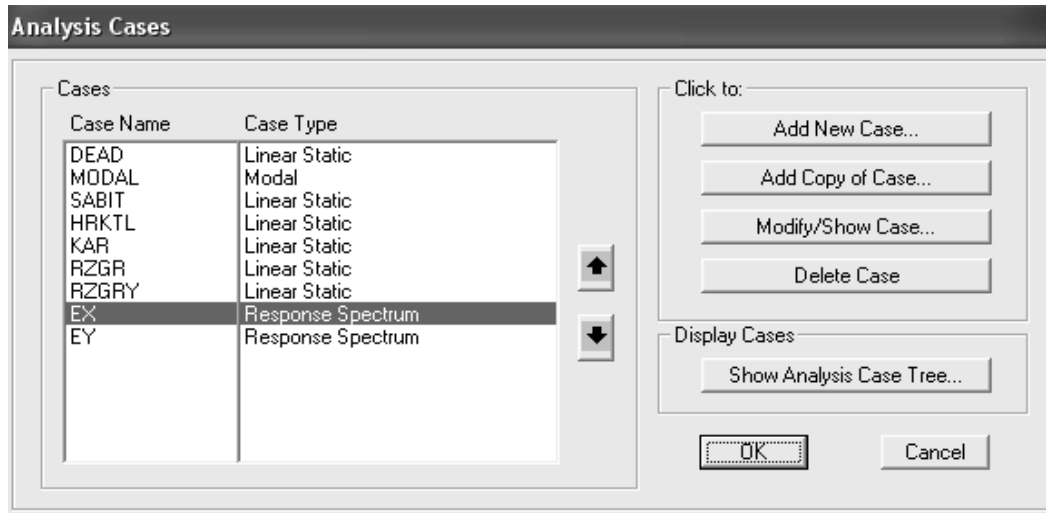 Analysis Cases
Cases
Case Name Case Type
DEAD Linear Static
MODAL Modal
SABIT Linear Static
HRKTL Linear Static
KAR Linear Static
RZGR Linear Static
RZGRY Linear Static
EX Response Spectrum
EY Response Spectrum
Click to:
Add New Case...
Add Copy of Case...
Modify/Show Case...
Delete Case
Display Cases
Show Analysis Case Tree...
OK Cancel